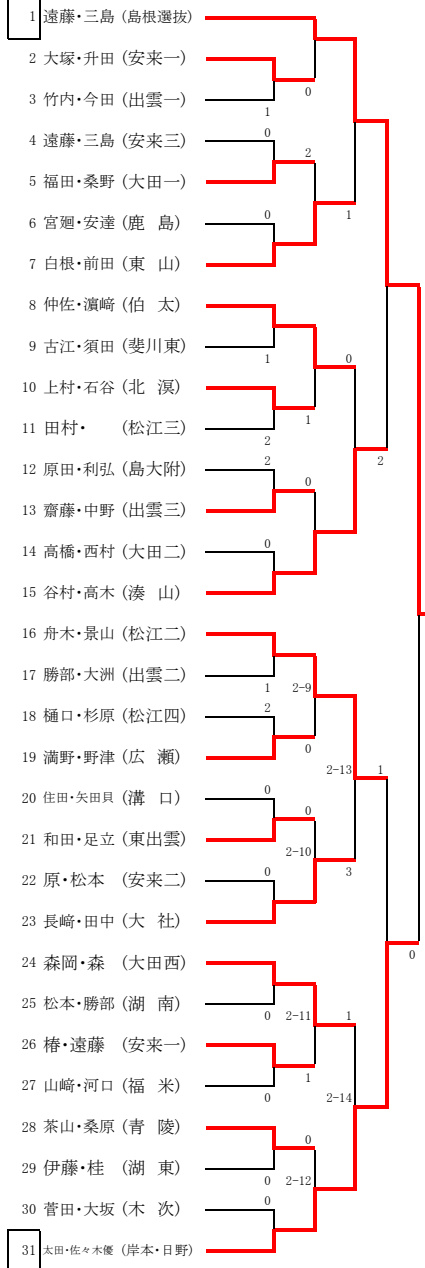 1 遠藤・三島 (島根選抜)
2 大塚・升田 (安来一)
0
3 竹内・今田 (出雲一)
1
4 遠藤・三島 (安来三)
0
2
5 福田・桑野 (大田一)
6 宮廻・安達 (鹿 島)
0
1
7 白根・前田 (東 山)
8 仲佐・濵﨑 (伯 太)
9 古江・須田 (斐川東)
1
0
10 上村・石谷 (北 溟)
1
11 田村・ (松江三)
2
2
12 原田・利弘 (島大附)
2
0
13 齋藤・中野 (出雲三)
14 高橋・西村 (大田二)
0
15 谷村・高木 (湊 山)
16 舟木・景山 (松江二)
17 勝部・大洲 (出雲二)
1
2-9
18 樋口・杉原 (松江四)
2
19 満野・野津 (広 瀬)
0
2-13
1
20 住田・矢田貝 (溝 口)
0
0
21 和田・足立 (東出雲)
2-10
22 原・松本 (安来二)
0
3
23 長﨑・田中 (大 社)
24 森岡・森 (大田西)
0
25 松本・勝部 (湖 南)
0
2-11
1
26 椿・遠藤 (安来一)
1
27 山﨑・河口 (福 米)
0
2-14
28 茶山・桑原 (青 陵)
0
29 伊藤・桂 (湖 東)
0
2-12
30 菅田・大坂 (木 次)
0
31 太田・佐々木優 (岸本・日野)